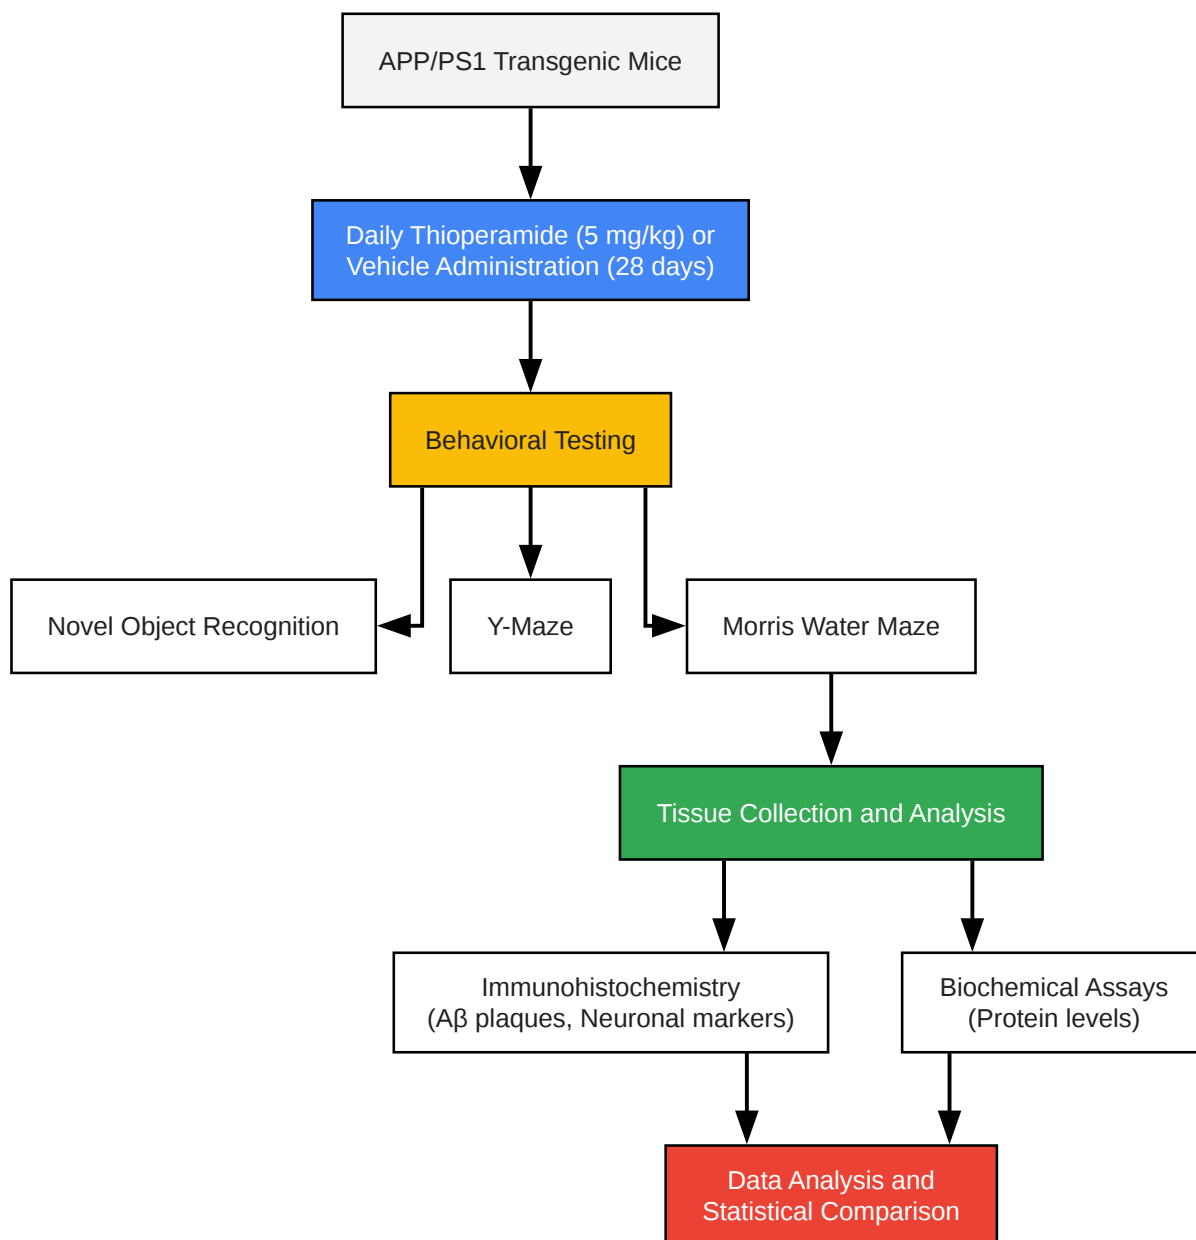 APP/PS1 Transgenic Mice
Daily Thioperamide (5 mg/kg) or
Vehicle Administration (28 days)
Behavioral Testing
Novel Object Recognition
Y-Maze
Morris Water Maze
Tissue Collection and Analysis
Immunohistochemistry
(Aβ plaques, Neuronal markers)
Biochemical Assays
(Protein levels)
Data Analysis and
Statistical Comparison